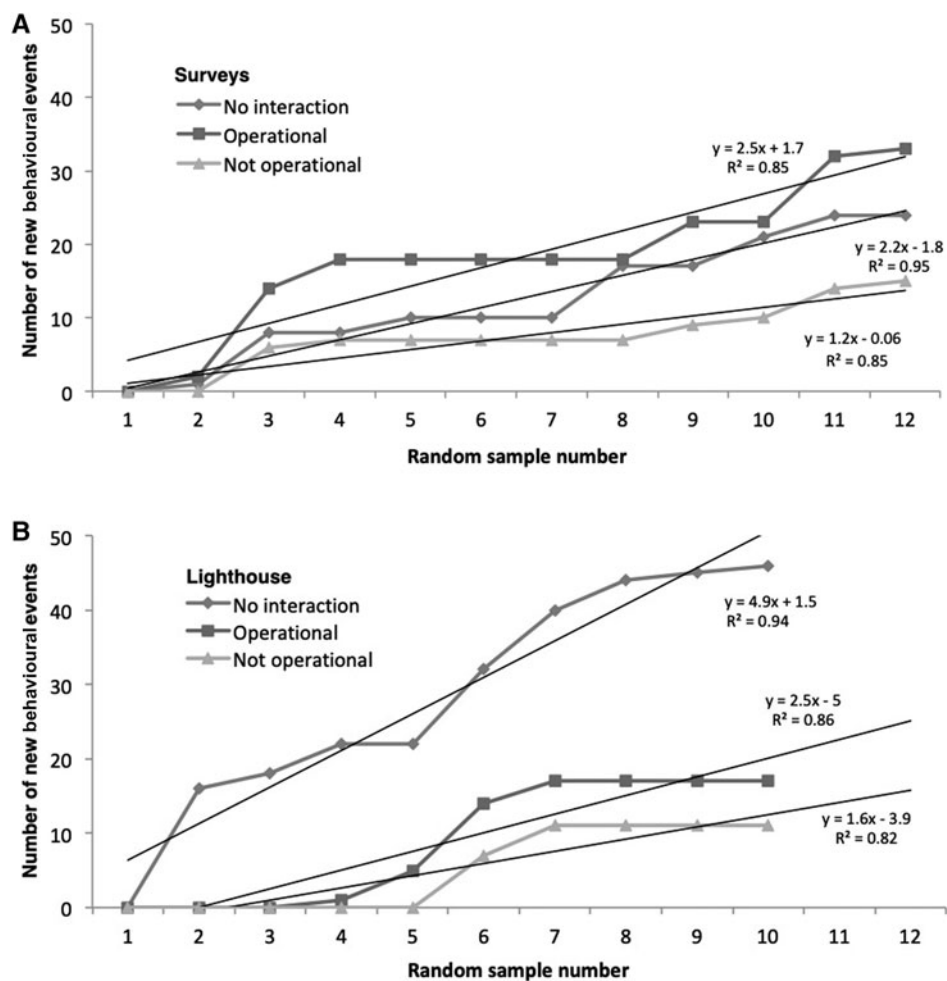 A
Number of new behavioural events
50
40
30
20
10
0
Surveys
No interaction
Operational
Not operational
y = 2.5x + 1.7
R² = 0.85
y = 2.2x - 1.8
R² = 0.95
y = 1.2x - 0.06
R² = 0.85
1 2 3 4 5 6 7 8 9 10 11 12
Random sample number
B
Number of new behavioural events
50
40
30
20
10
0
Lighthouse
No interaction
Operational
Not operational
y = 4.9x + 1.5
R² = 0.94
y = 2.5x - 5
R² = 0.86
y = 1.6x - 3.9
R² = 0.82
1 2 3 4 5 6 7 8 9 10 11 12
Random sample number